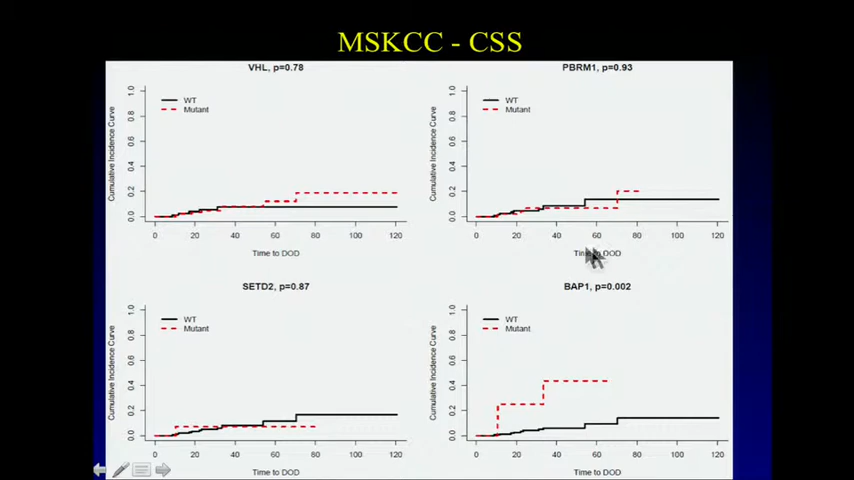 MSKCC - CSS
VHL, p=0.78
Cumulative Incidence Curve
1.0
0.8
0.6
0.4
0.2
0.0
WT
Mutant
0 20 40 60 80 100 120
Time to DOD
PBRM1, p=0.93
Cumulative Incidence Curve
1.0
0.8
0.6
0.4
0.2
0.0
WT
Mutant
0 20 40 60 80 100 120
Time to DOD
SETD2, p=0.87
Cumulative Incidence Curve
1.0
0.8
0.6
0.4
0.2
0.0
WT
Mutant
0 20 40 60 80 100 120
Time to DOD
BAP1, p=0.002
Cumulative Incidence Curve
1.0
0.8
0.6
0.4
0.2
0.0
WT
Mutant
0 20 40 60 80 100 120
Time to DOD